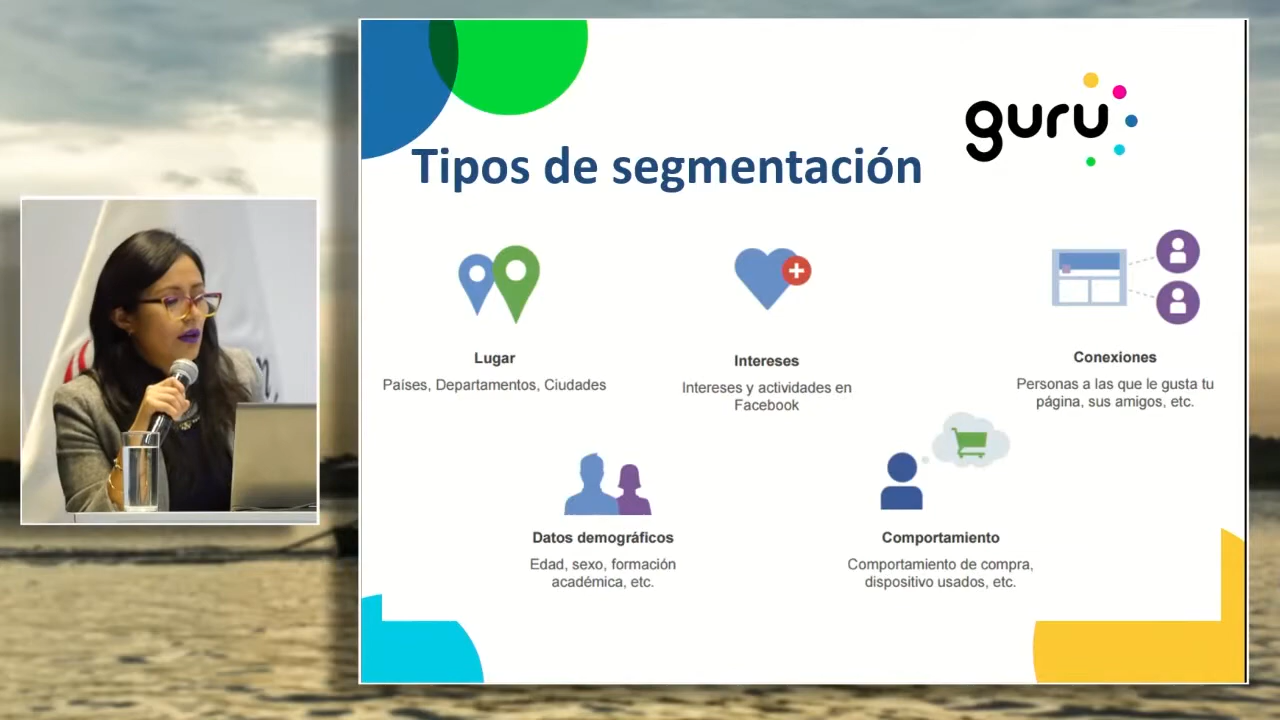 guru
Tipos de segmentación
Lugar
Países, Departamentos, Ciudades
Intereses
Intereses y actividades en
Facebook
Conexiones
Personas a las que le gusta tu
página, sus amigos, etc.
Datos demográficos
Edad, sexo, formación
académica, etc.
Comportamiento
Comportamiento de compra,
dispositivo usados, etc.